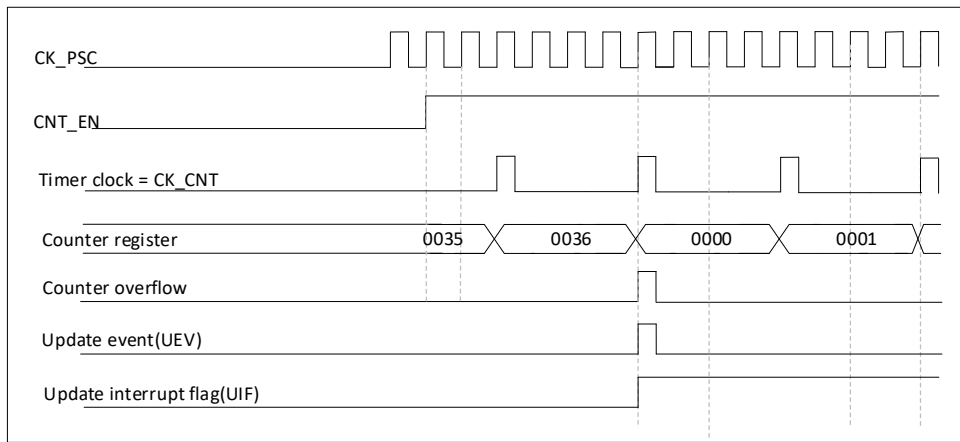 CK_PSC
CNT_EN
Timer clock = CK_CNT
Counter register 0035 0036 0000 0001
Counter overflow
Update event(UEV)
Update interrupt flag(UIF)